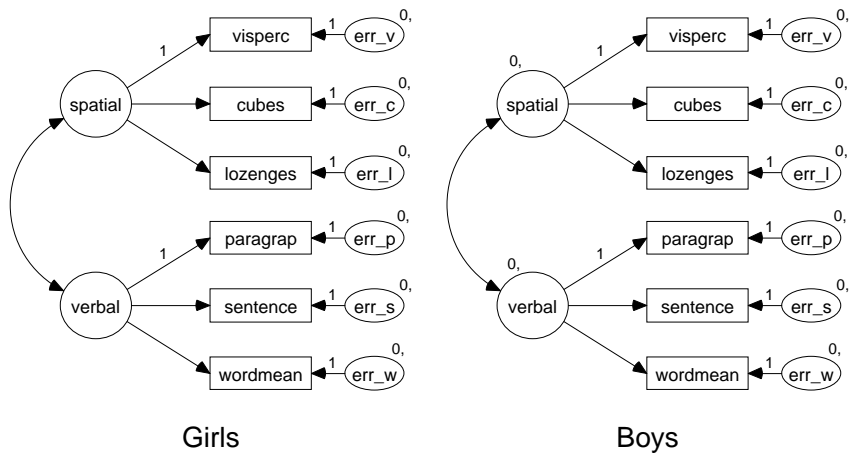 0,
1
visperc
1
err_v
spatial
0,
cubes
1
err_c
0,
lozenges
1
err_l
0,
1
paragrap
1
err_p
verbal
0,
sentence
1
err_s
0,
wordmean
1
err_w
Girls
0,
1
visperc
1
err_v
0,
spatial
0,
cubes
1
err_c
0,
lozenges
1
err_l
0,
1
paragrap
1
err_p
0,
verbal
0,
sentence
1
err_s
0,
wordmean
1
err_w
Boys